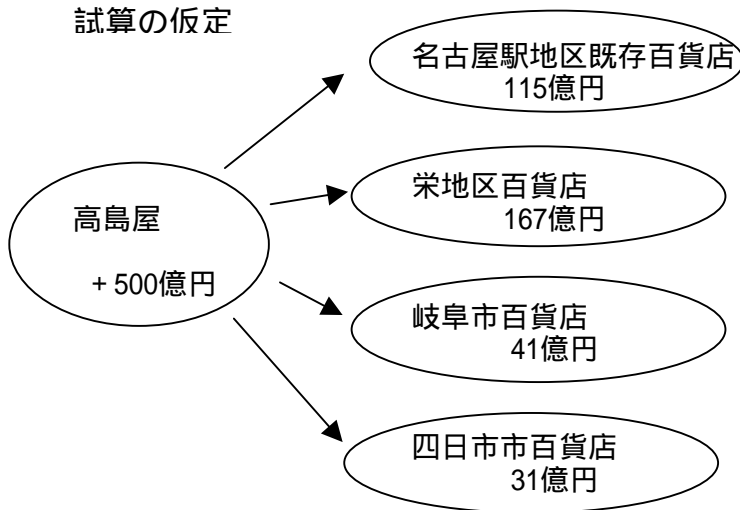 試算の仮定
名古屋駅地区既存百貨店
115億円
栄地区百貨店
167億円
高島屋
+500億円
岐阜市百貨店
41億円
四日市市百貨店
31億円